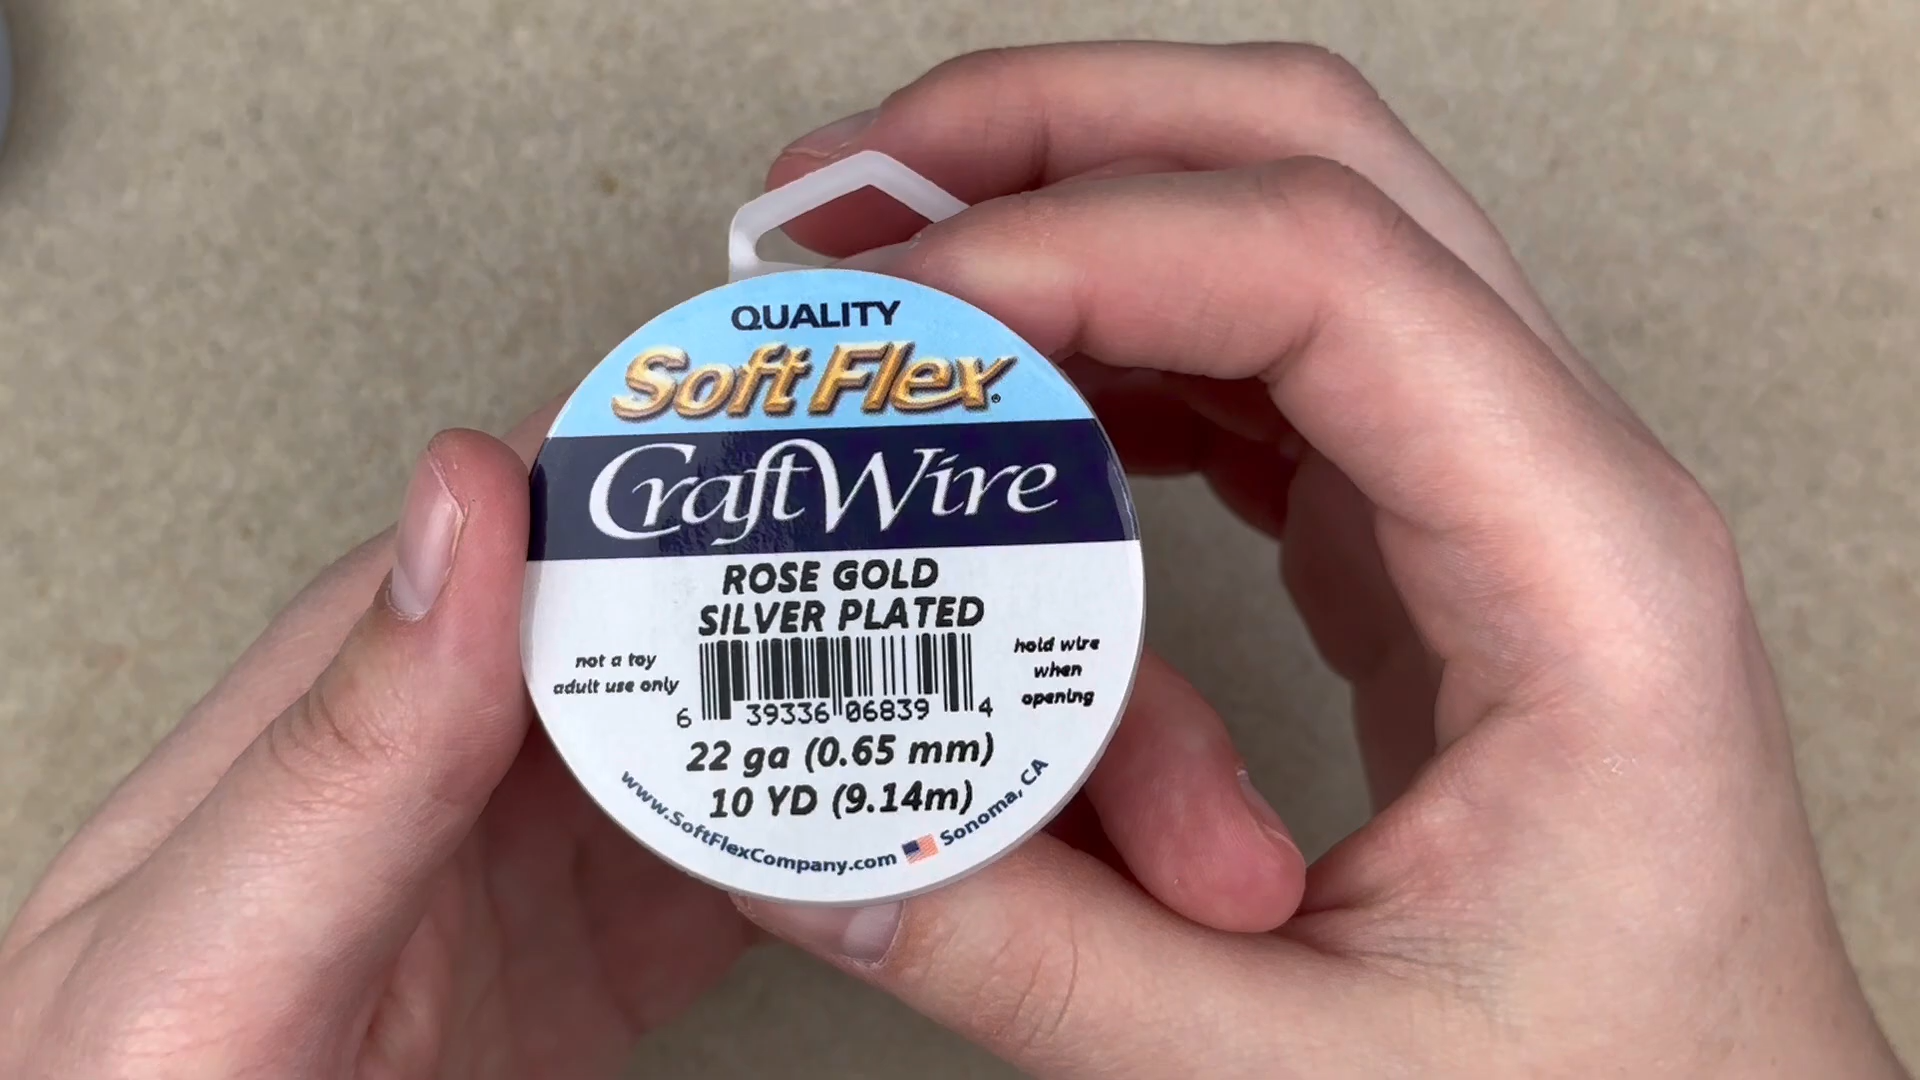 QUALITY
Soft Flex®
Craft Wire
ROSE GOLD
SILVER PLATED
not a toy
adult use only
hold wire
when
opening
6 39336 06839 4
22 ga (0.65 mm)
10 YD (9.14m)
www.SoftFlexCompany.com Sonoma, CA